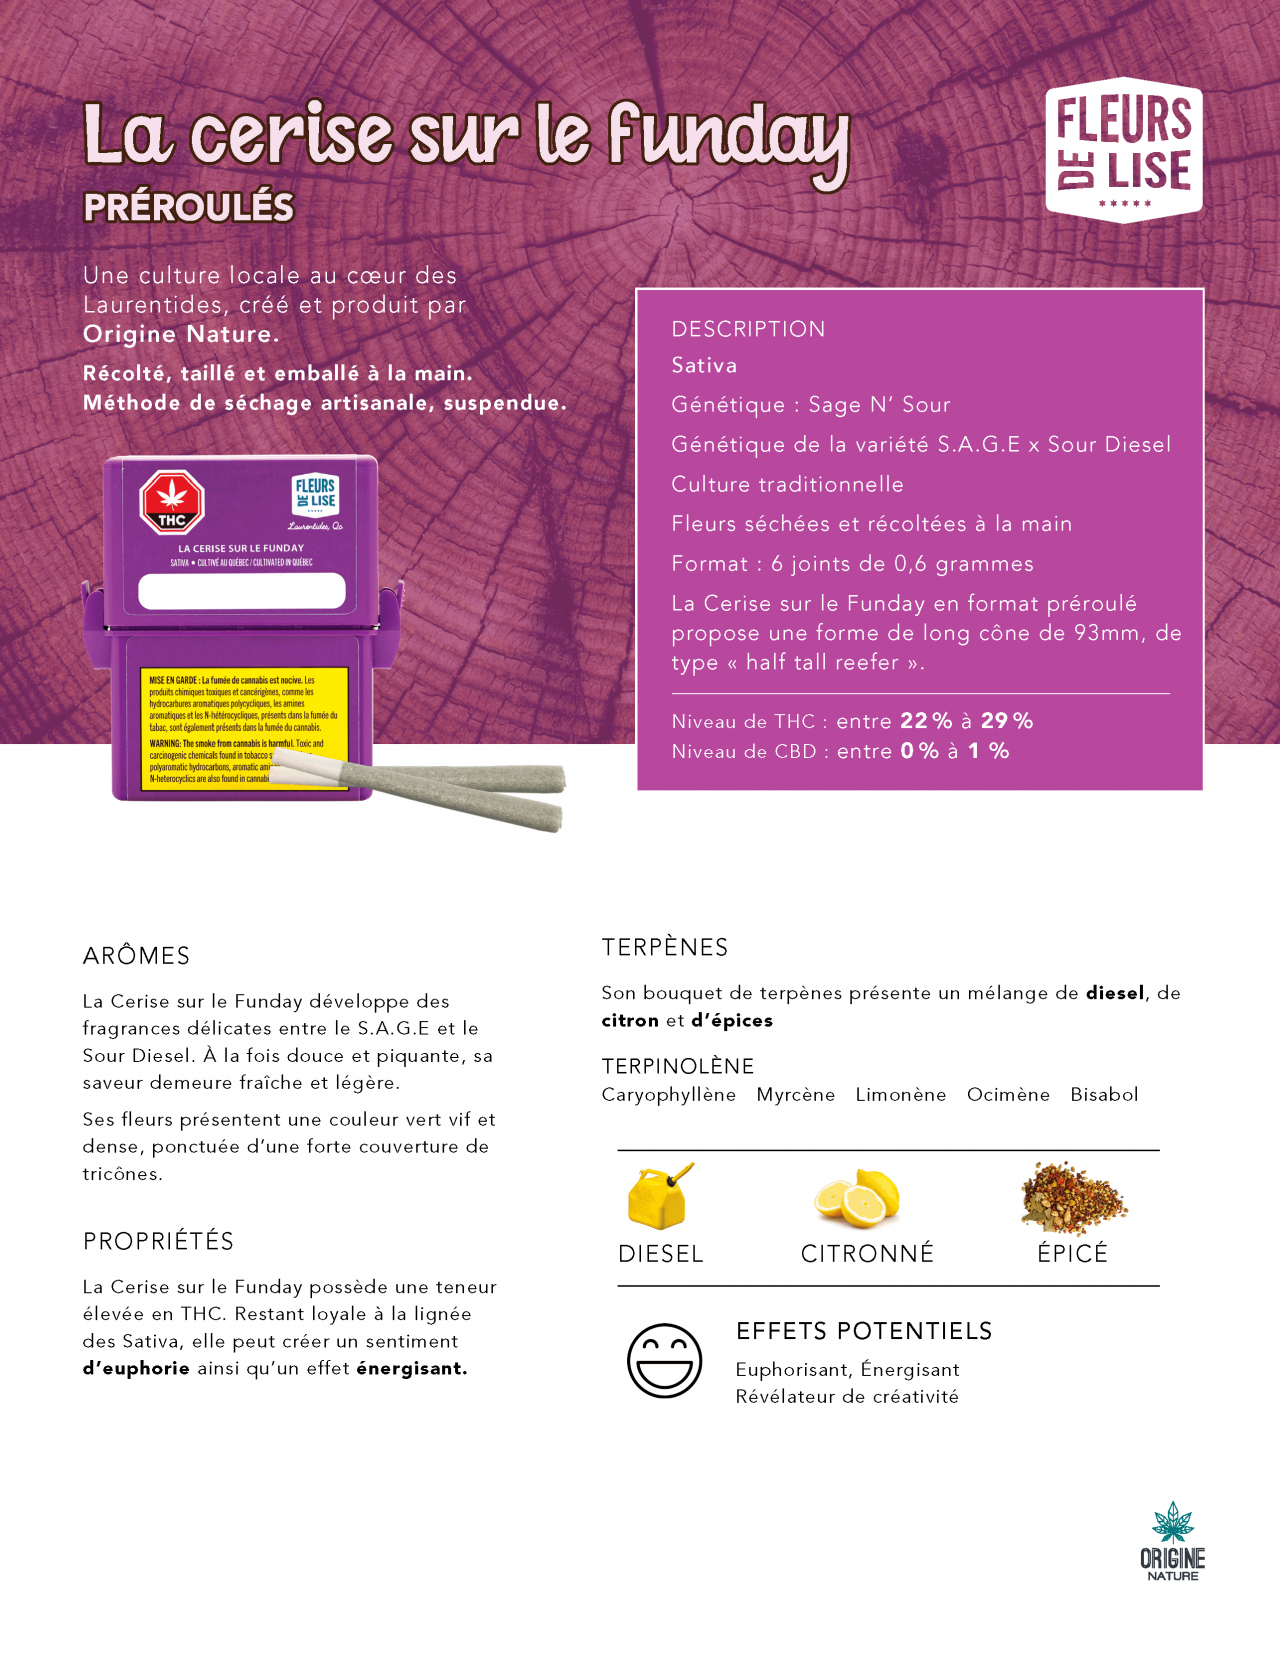 La cerise sur le funday
PRÉROULÉS
FLEURS
DE LISE
Une culture locale au cœur des
Laurentides, créé et produit par
Origine Nature.
Récolté, taillé et emballé à la main.
Méthode de séchage artisanale, suspendue.
THC
FLEURS
DE LISE
Laurentides, Qc
LA CERISE SUR LE FUNDAY
SATIVA • CULTIVÉ AU QUÉBEC / CULTIVATED IN QUÉBEC
MISE EN GARDE : La fumée de cannabis est nocive. Les
produits chimiques toxiques et cancérigènes, comme les
hydrocarbures aromatiques polycycliques, les amines
aromatiques et les N-hétérocycliques, présents dans la fumée du
tabac, sont également présents dans la fumée du cannabis.
WARNING: The smoke from cannabis is harmful. Toxic and
carcinogenic chemicals found in tobacco
polyaromatic hydrocarbons, aromatic
N-heterocyclics are also found in
DESCRIPTION
Sativa
Génétique : Sage N’ Sour
Génétique de la variété S.A.G.E x Sour Diesel
Culture traditionnelle
Fleurs séchées et récoltées à la main
Format : 6 joints de 0,6 grammes
La Cerise sur le Funday en format préroulé
propose une forme de long cône de 93mm, de
type « half tall reefer ».
Niveau de THC : entre 22 % à 29 %
Niveau de CBD : entre 0 % à 1 %
ARÔMES
La Cerise sur le Funday développe des
fragrances délicates entre le S.A.G.E et le
Sour Diesel. À la fois douce et piquante, sa
saveur demeure fraîche et légère.
Ses fleurs présentent une couleur vert vif et
dense, ponctuée d’une forte couverture de
tricônes.
PROPRIÉTÉS
La Cerise sur le Funday possède une teneur
élevée en THC. Restant loyale à la lignée
des Sativa, elle peut créer un sentiment
d’euphorie ainsi qu’un effet énergisant.
TERPÈNES
Son bouquet de terpènes présente un mélange de diesel, de
citron et d’épices
TERPINOLÈNE
Caryophyllène Myrcène Limonène Ocimène Bisabol
DIESEL CITRONNÉ ÉPICÉ
EFFETS POTENTIELS
Euphorisant, Énergisant
Révélateur de créativité
ORIGINE
NATURE